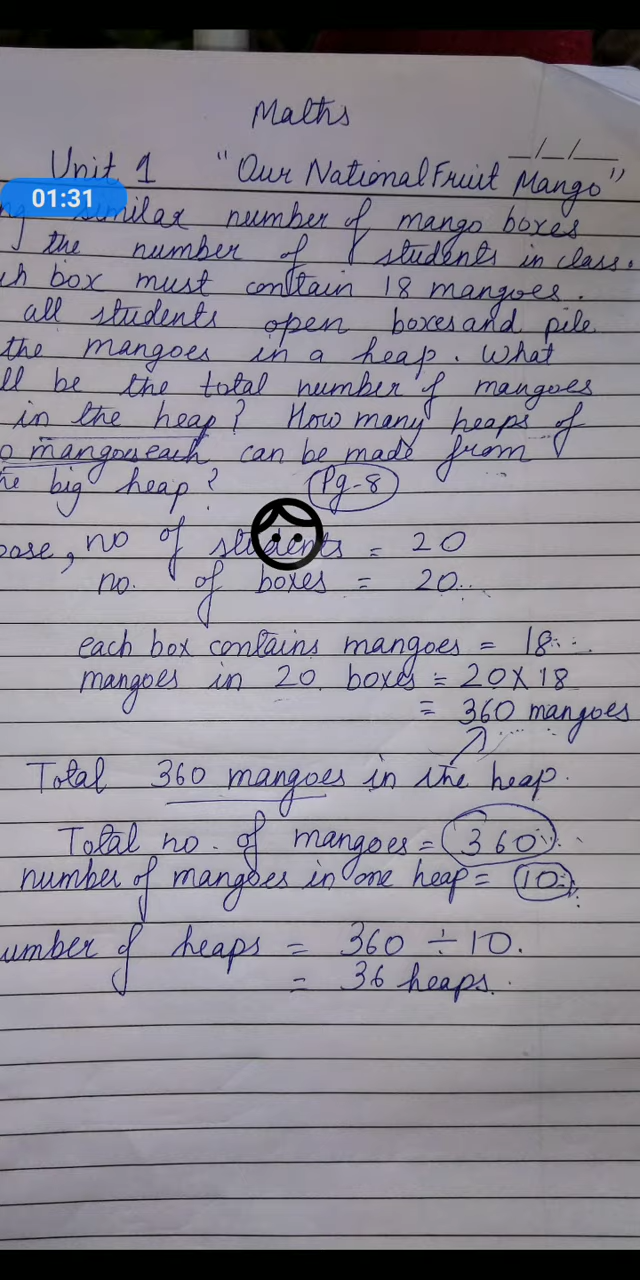 Maths
_/_/__
Unit 1 "Our National Fruit Mango"
01:31
similar number of mango boxes
the number of students in class.
box must contain 18 mangoes.
all students open boxes and pile
the mangoes in a heap. What
be the total number of mangoes
in the heap? How many heaps of
mangoes each can be made from
big heap? Pg-8
no of students = 20
no. of boxes = 20
each box contains mangoes = 18
mangoes in 20 boxes = 20 X 18
= 360 mangoes
Total 360 mangoes in the heap.
Total no. of mangoes = 360
number of mangoes in one heap = 10
umber of heaps = 360 ÷ 10.
= 36 heaps.